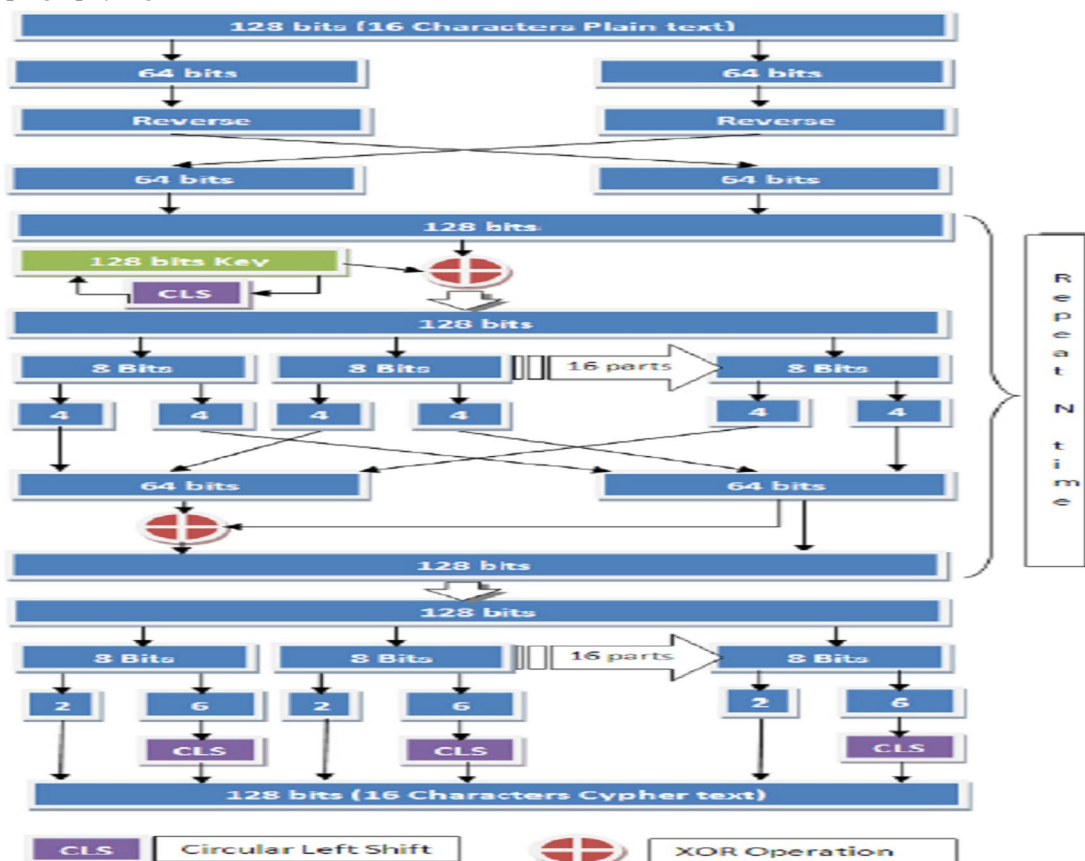 128 bits (16 Characters Plain text)
64 bits 64 bits
Reverse Reverse
64 bits 64 bits
128 bits
128 bits Key
CLS
128 bits
8 Bits 8 Bits 16 parts 8 Bits
4 4 4 4 4 4
64 bits 64 bits
128 bits
128 bits
8 Bits 8 Bits 16 parts 8 Bits
2 6 2 6 2 6
CLS CLS CLS
128 bits (16 Characters Cypher text)
CLS Circular Left Shift XOR Operation
Repeat N time